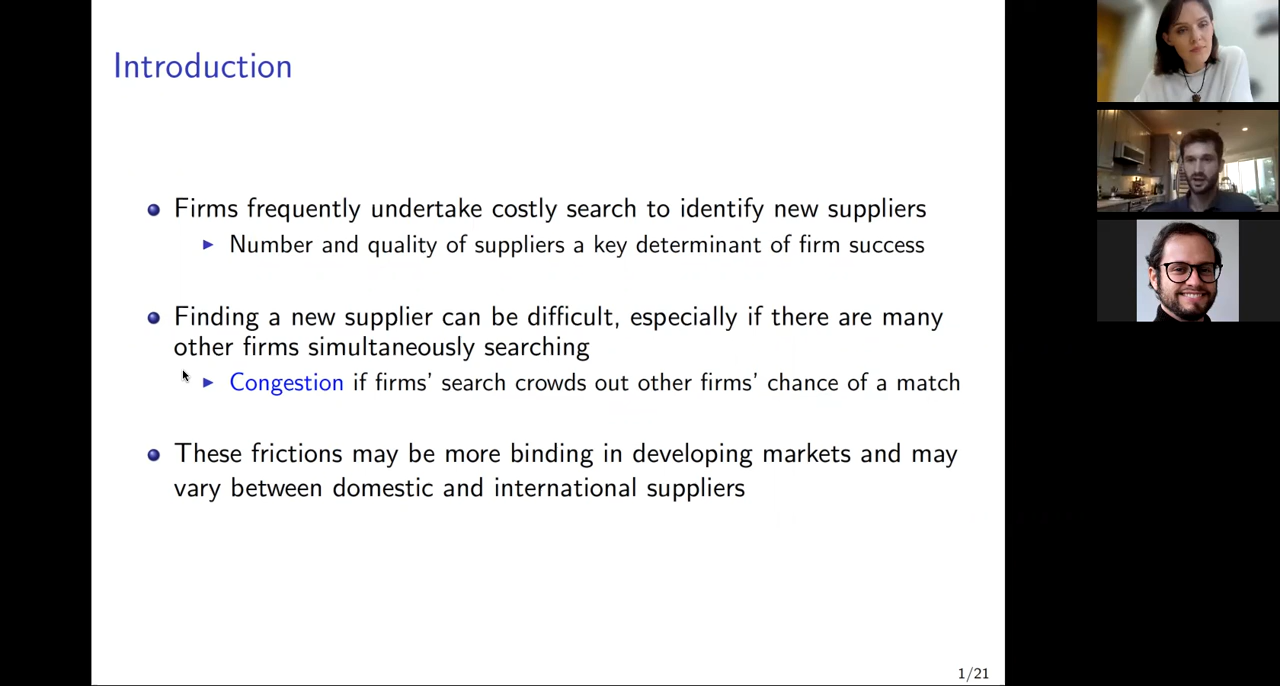 Introduction
Firms frequently undertake costly search to identify new suppliers
Number and quality of suppliers a key determinant of firm success
Finding a new supplier can be difficult, especially if there are many
other firms simultaneously searching
Congestion if firms' search crowds out other firms' chance of a match
These frictions may be more binding in developing markets and may
vary between domestic and international suppliers
1/21